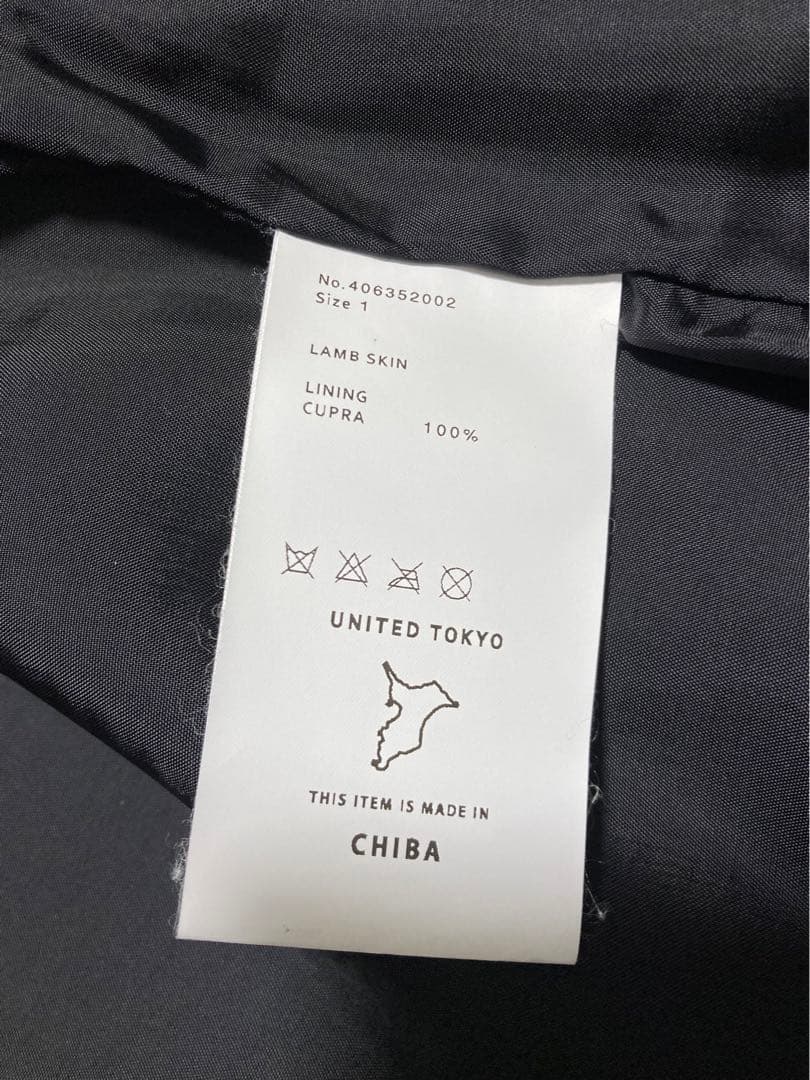 No.406352002
Size 1
LAMB SKIN
LINING
CUPRA 100%
UNITED TOKYO
THIS ITEM IS MADE IN
CHIBA